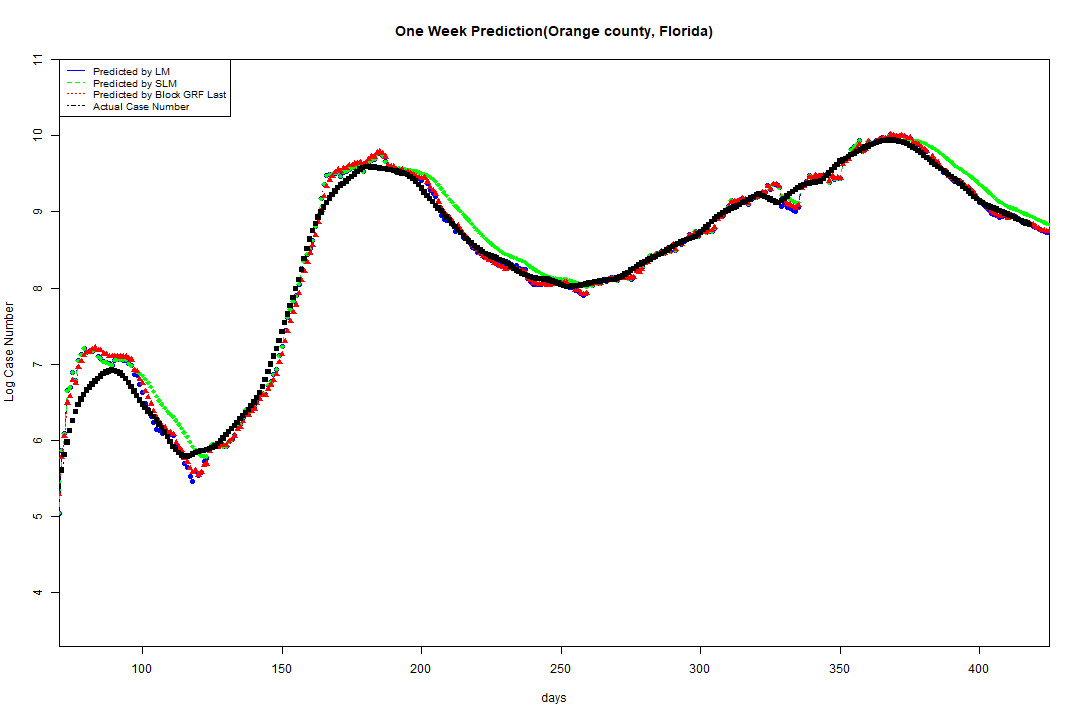 One Week Prediction(Orange county, Florida)
Predicted by LM
Predicted by SLM
Predicted by Block GRF Last
Actual Case Number
11
10
9
8
7
6
5
4
Log Case Number
100 150 200 250 300 350 400
days